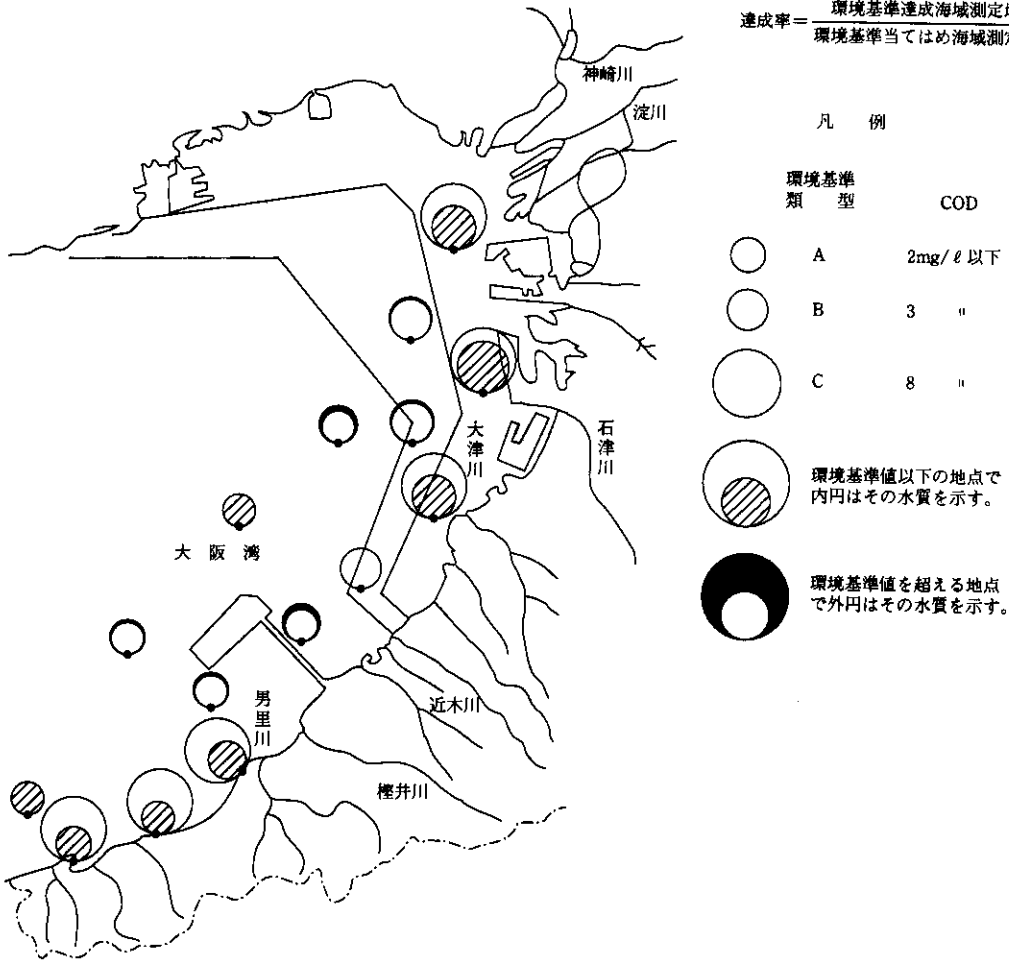 達成率＝環境基準達成海域測定
環境基準当てはめ海域測
神崎川
淀川
凡 例
環境基準
類 型 COD
A 2mg/ℓ以下
B 3 〃
C 8 〃
環境基準値以下の地点で
内円はその水質を示す。
環境基準値を超える地点
で外円はその水質を示す。
大津川
石津川
大阪湾
男里川
近木川
樫井川